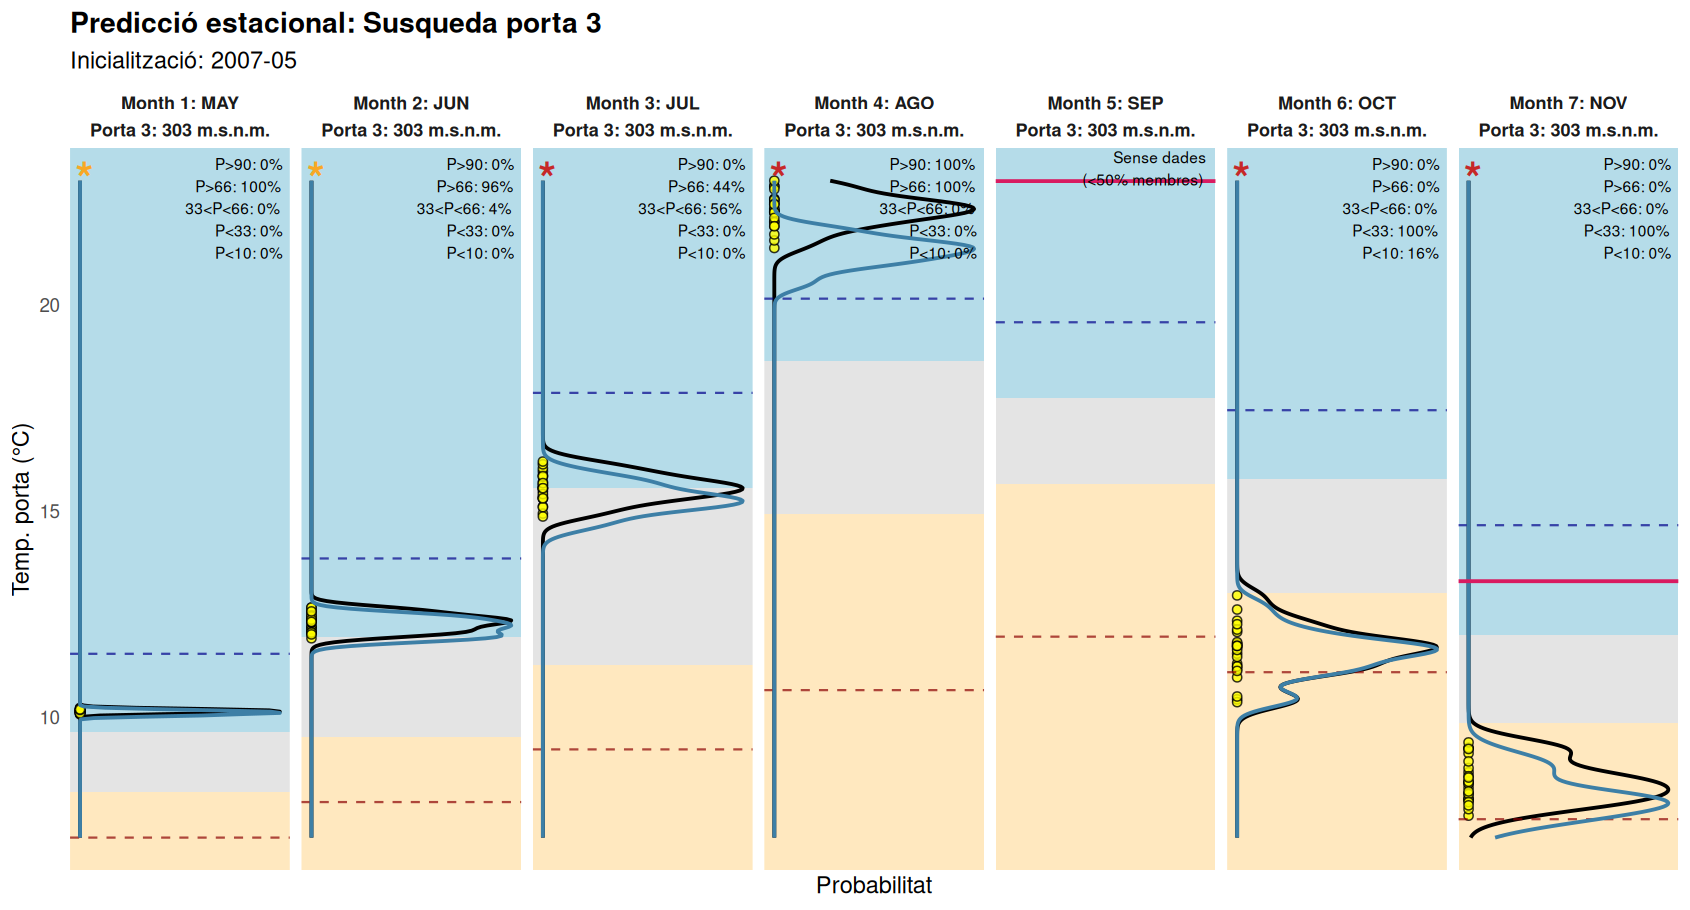 Predicció estacional: Susqueda porta 3
Inicialització: 2007-05
Month 1: MAY
Porta 3: 303 m.s.n.m.
Month 2: JUN
Porta 3: 303 m.s.n.m.
Month 3: JUL
Porta 3: 303 m.s.n.m.
Month 4: AGO
Porta 3: 303 m.s.n.m.
Month 5: SEP
Porta 3: 303 m.s.n.m.
Month 6: OCT
Porta 3: 303 m.s.n.m.
Month 7: NOV
Porta 3: 303 m.s.n.m.
*
P>90: 0%
P>66: 100%
33<P<66: 0%
P<33: 0%
P<10: 0%
*
P>90: 0%
P>66: 96%
33<P<66: 4%
P<33: 0%
P<10: 0%
*
P>90: 0%
P>66: 44%
33<P<66: 56%
P<33: 0%
P<10: 0%
*
P>90: 100%
P>66: 100%
33<P<66: 0%
P<33: 0%
P<10: 0%
Sense dades
(<50% membres)
*
P>90: 0%
P>66: 0%
33<P<66: 0%
P<33: 100%
P<10: 16%
*
P>90: 0%
P>66: 0%
33<P<66: 0%
P<33: 100%
P<10: 0%
20
15
10
Temp. porta (°C)
Probabilitat